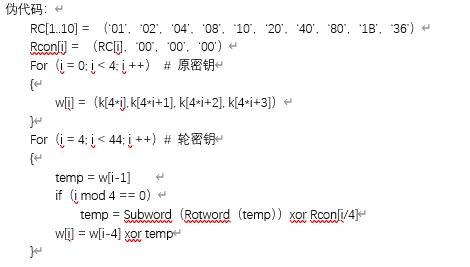 伪代码：
RC[1..10] = （‘01’，‘02’，‘04’，‘08’，‘10’，‘20’，‘40’，‘80’，‘1B’，‘36’）
Rcon[i] = （RC[i]，‘00’，‘00’，‘00’）
For（i = 0; i < 4; i ++） # 原密钥
{
w[i] =（k[4*i],k[4*i+1], k[4*i+2], k[4*i+3]）
}
For（i = 4; i < 44; i ++）# 轮密钥
{
temp = w[i-1]
if（i mod 4 == 0）
temp = Subword（Rotword（temp））xor Rcon[i/4]
w[i] = w[i-4] xor temp
}